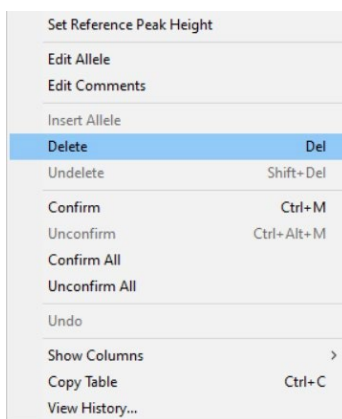 Set Reference Peak Height
Edit Allele
Edit Comments
Insert Allele
Delete Del
Undelete Shift+Del
Confirm Ctrl+M
Unconfirm Ctrl+Alt+M
Confirm All
Unconfirm All
Undo
Show Columns >
Copy Table Ctrl+C
View History...